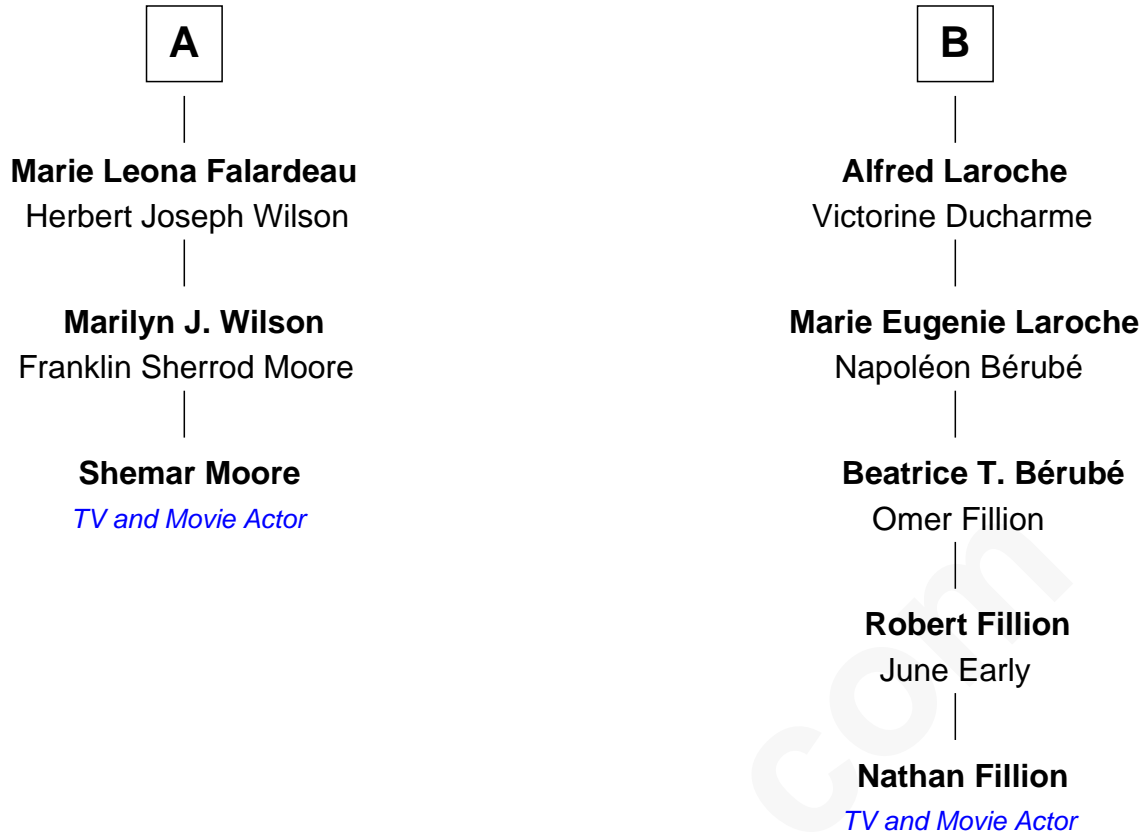 A
Marie Leona Falardeau
Herbert Joseph Wilson
Marilyn J. Wilson
Franklin Sherrod Moore
Shemar Moore
TV and Movie Actor
B
Alfred Laroche
Victorine Ducharme
Marie Eugenie Laroche
Napoléon Bérubé
Beatrice T. Bérubé
Omer Fillion
Robert Fillion
June Early
Nathan Fillion
TV and Movie Actor
com